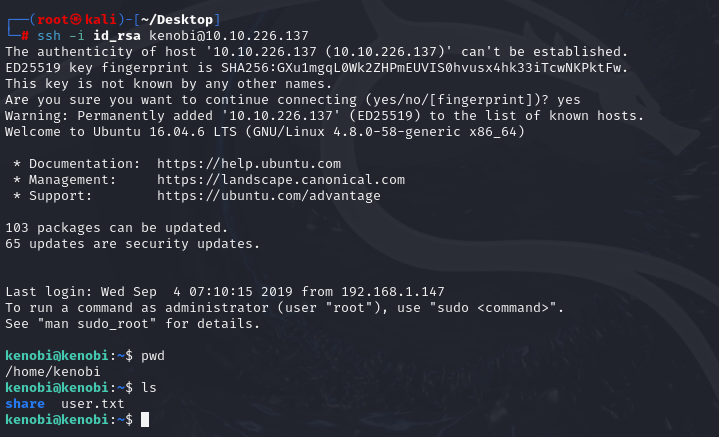 ┌──(root㉿kali)-[~/Desktop]
└─# ssh -i id_rsa kenobi@10.10.226.137
The authenticity of host '10.10.226.137 (10.10.226.137)' can't be established.
ED25519 key fingerprint is SHA256:GXu1mgqL0Wk2ZHPmEUVIS0hvusx4hk33iTcwNKPktFw.
This key is not known by any other names.
Are you sure you want to continue connecting (yes/no/[fingerprint])? yes
Warning: Permanently added '10.10.226.137' (ED25519) to the list of known hosts.
Welcome to Ubuntu 16.04.6 LTS (GNU/Linux 4.8.0-58-generic x86_64)
 * Documentation:  https://help.ubuntu.com
 * Management:     https://landscape.canonical.com
 * Support:        https://ubuntu.com/advantage
103 packages can be updated.
65 updates are security updates.
Last login: Wed Sep  4 07:10:15 2019 from 192.168.1.147
To run a command as administrator (user "root"), use "sudo <command>".
See "man sudo_root" for details.
kenobi@kenobi:~$ pwd
/home/kenobi
kenobi@kenobi:~$ ls
share  user.txt
kenobi@kenobi:~$